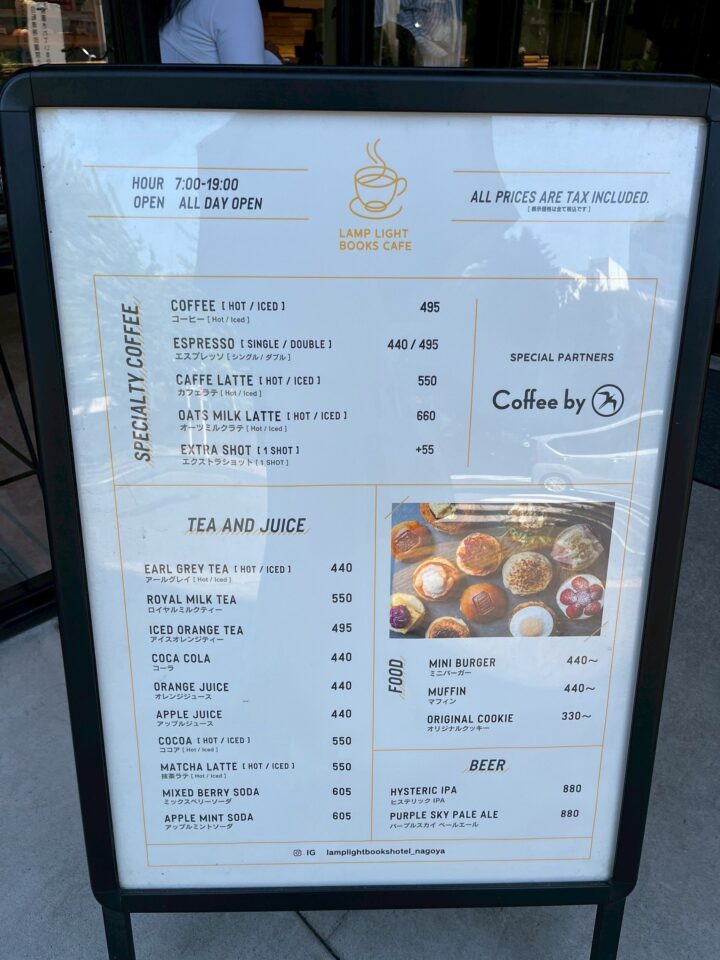 HOUR 7:00-19:00
OPEN ALL DAY OPEN
LAMP LIGHT
BOOKS CAFE
ALL PRICES ARE TAX INCLUDED.
[ 表示価格は全て税込です ]
SPECIALTY COFFEE
COFFEE [ HOT / ICED ] 495
コーヒー [ Hot / Iced ]
ESPRESSO [ SINGLE / DOUBLE ] 440 / 495
エスプレッソ [ シングル / ダブル ]
CAFFE LATTE [ HOT / ICED ] 550
カフェラテ [ Hot / Iced ]
OATS MILK LATTE [ HOT / ICED ] 660
オーツミルクラテ [ Hot / Iced ]
EXTRA SHOT [ 1 SHOT ] +55
エクストラショット [ 1 SHOT ]
SPECIAL PARTNERS
Coffee by
TEA AND JUICE
EARL GREY TEA [ HOT / ICED ] 440
アールグレイ [ Hot / Iced ]
ROYAL MILK TEA 550
ロイヤルミルクティー
ICED ORANGE TEA 495
アイスオレンジティー
COCA COLA 440
コーラ
ORANGE JUICE 440
オレンジジュース
APPLE JUICE 440
アップルジュース
COCOA [ HOT / ICED ] 550
ココア [ Hot / Iced ]
MATCHA LATTE [ HOT / ICED ] 550
抹茶ラテ [ Hot / Iced ]
MIXED BERRY SODA 605
ミックスベリーソーダ
APPLE MINT SODA 605
アップルミントソーダ
FOOD
MINI BURGER 440〜
ミニバーガー
MUFFIN 440〜
マフィン
ORIGINAL COOKIE 330〜
オリジナルクッキー
BEER
HYSTERIC IPA 880
ヒステリック IPA
PURPLE SKY PALE ALE 880
パープルスカイ ペールエール
IG lamplightbookshotel_nagoya